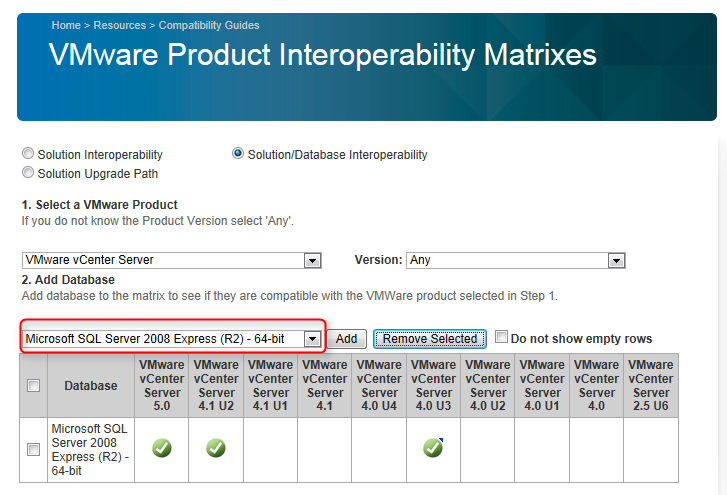 Home > Resources > Compatibility Guides
VMware Product Interoperability Matrixes
Solution Interoperability
Solution/Database Interoperability
Solution Upgrade Path
1. Select a VMware Product
If you do not know the Product Version select 'Any'.
VMware vCenter Server
Version: Any
2. Add Database
Add database to the matrix to see if they are compatible with the VMWare product selected in Step 1.
Microsoft SQL Server 2008 Express (R2) - 64-bit
Add
Remove Selected
Do not show empty rows
Database
VMware vCenter Server 5.0
VMware vCenter Server 4.1 U2
VMware vCenter Server 4.1 U1
VMware vCenter Server 4.1
VMware vCenter Server 4.0 U4
VMware vCenter Server 4.0 U3
VMware vCenter Server 4.0 U2
VMware vCenter Server 4.0 U1
VMware vCenter Server 4.0
VMware vCenter Server 2.5 U6
Microsoft SQL
Server 2008
Express (R2) -
64-bit